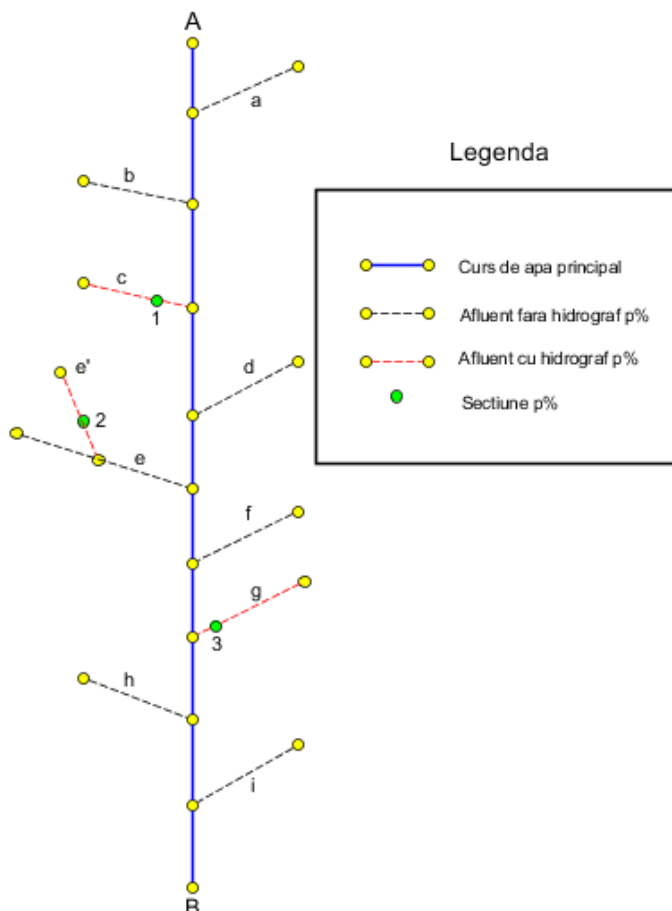 A
a
Legenda
b
Curs de apa principal
c
1
Afluent fara hidrograf p%
e'
d
Afluent cu hidrograf p%
2
Sectiune p%
e
f
g
3
h
i
B